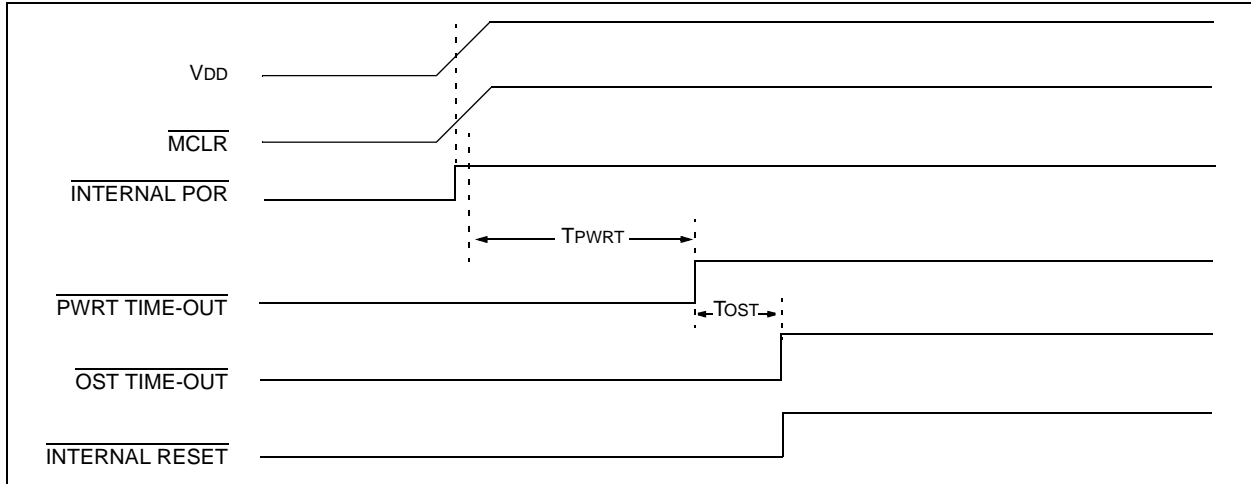 VDD
MCLR
INTERNAL POR
TPWRT
PWRT TIME-OUT
TOST
OST TIME-OUT
INTERNAL RESET